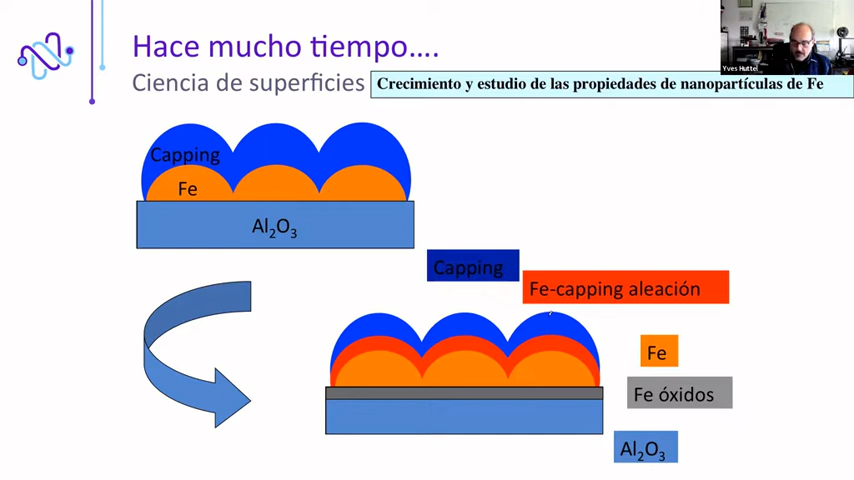 Hace mucho tiempo....
Ciencia de superficies
Crecimiento y estudio de las propiedades de nanopartículas de Fe
Yves Hutte
Capping
Fe
Al₂O₃
Capping
Fe-capping aleación
Fe
Fe óxidos
Al₂O₃